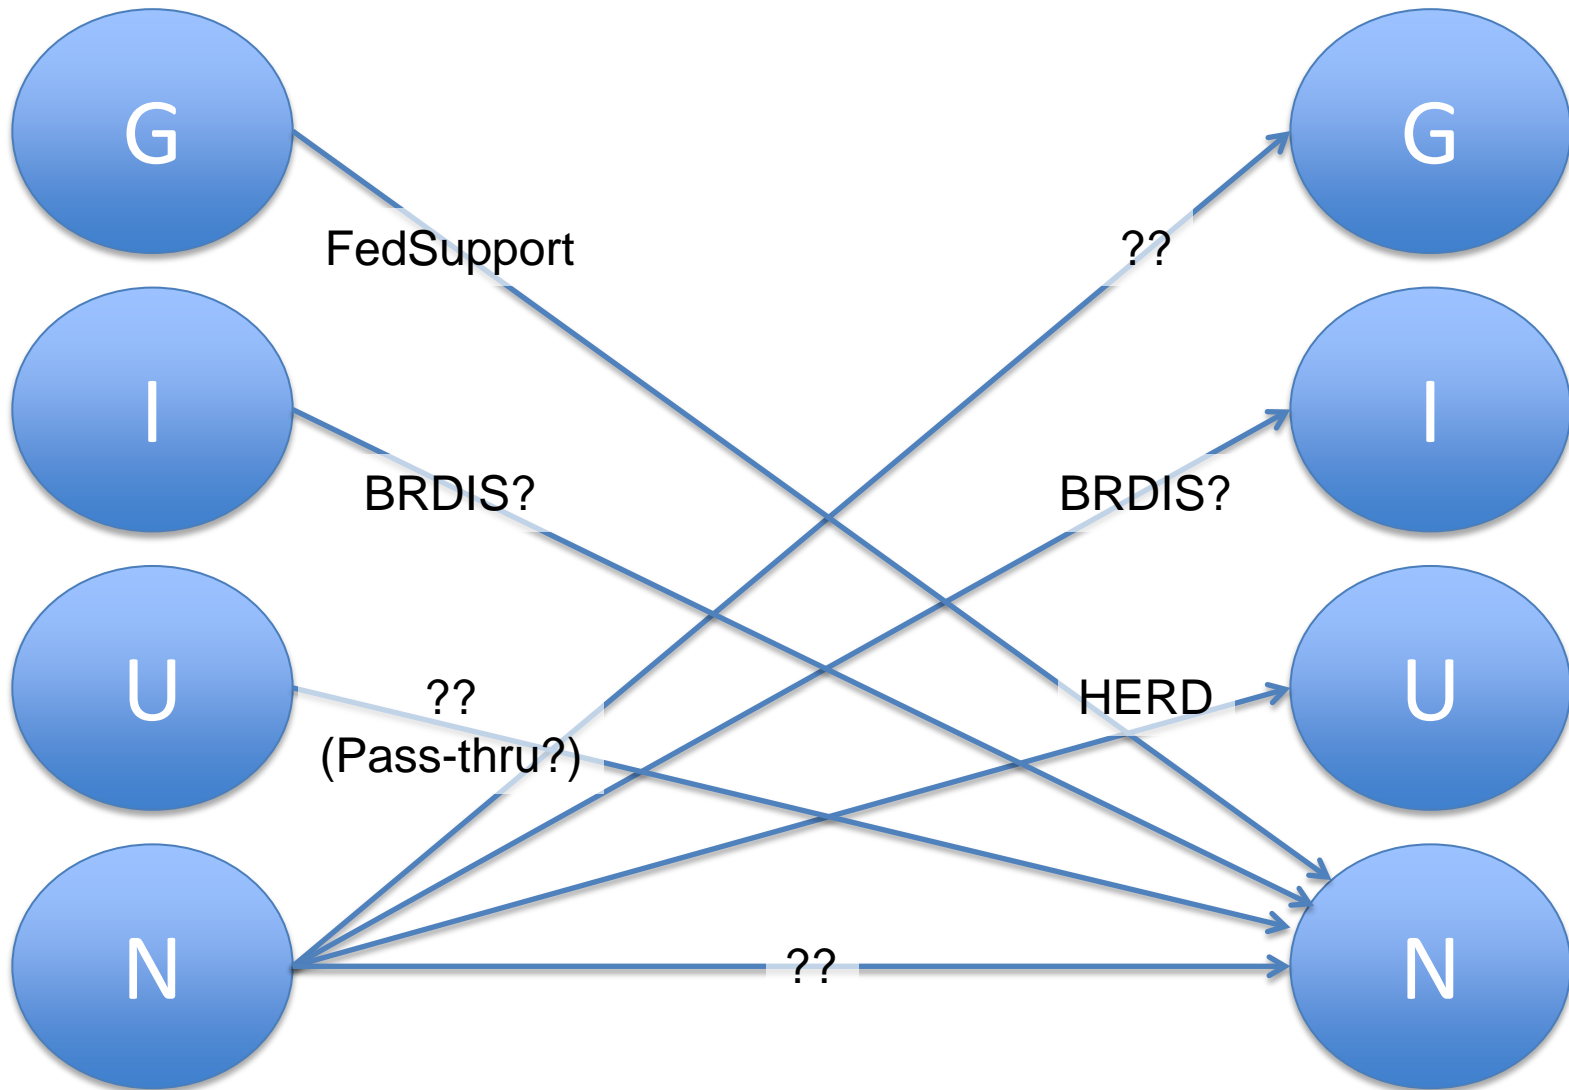 G
G
FedSupport
??
I
I
BRDIS?
BRDIS?
U
??
(Pass-thru?)
HERD
U
N
??
N